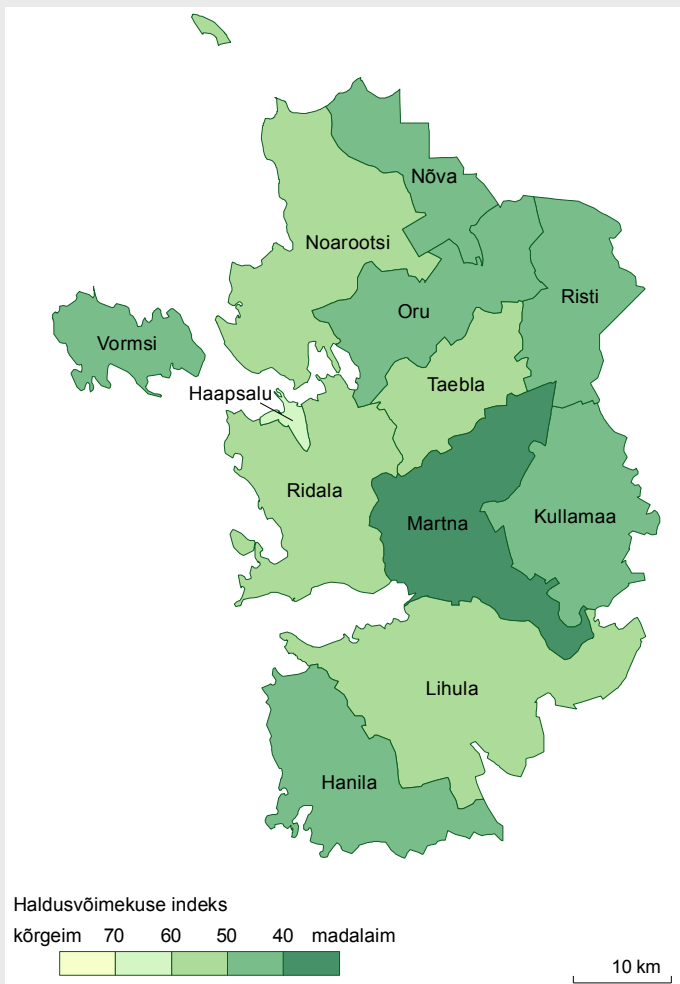 Nõva
Noarootsi
Risti
Oru
Vormsi
Taebla
Haapsalu
Ridala
Kullamaa
Martna
Lihula
Hanila
Haldusvõimekuse indeks
kõrgeim 70 60 50 40 madalaim
10 km